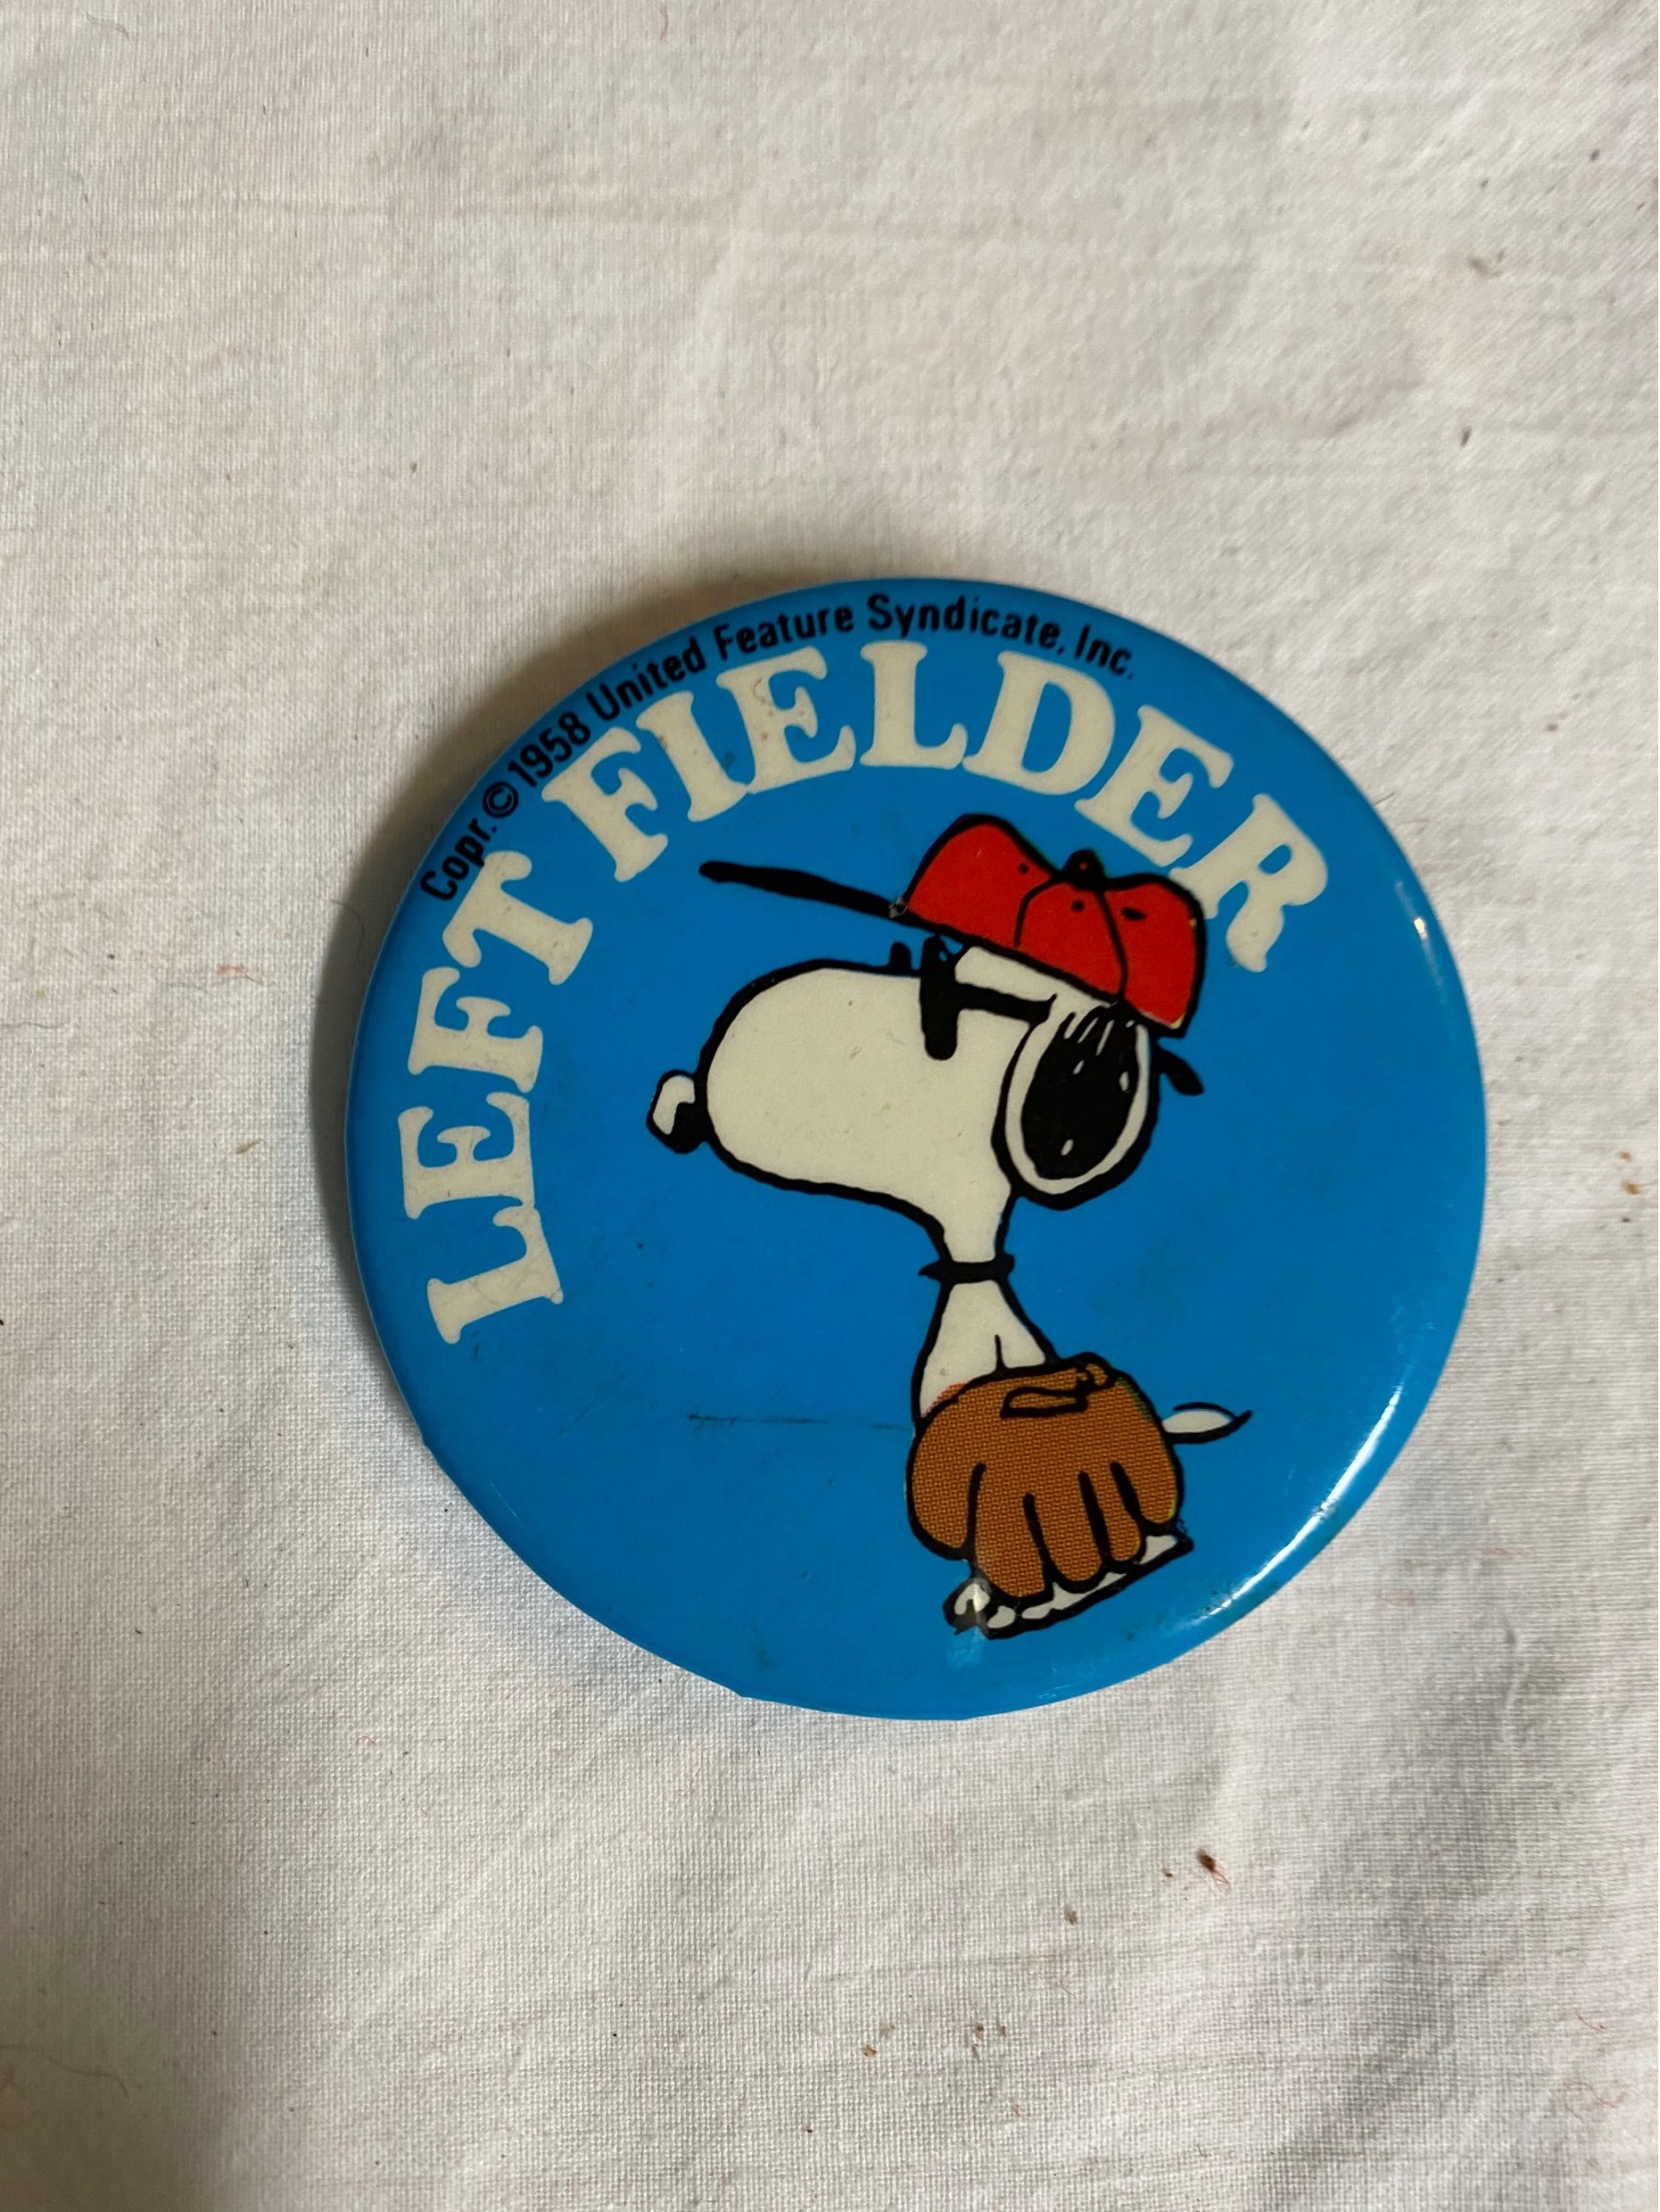 Copr. © 1958 United Feature Syndicate, Inc.
LEFT FIELDER